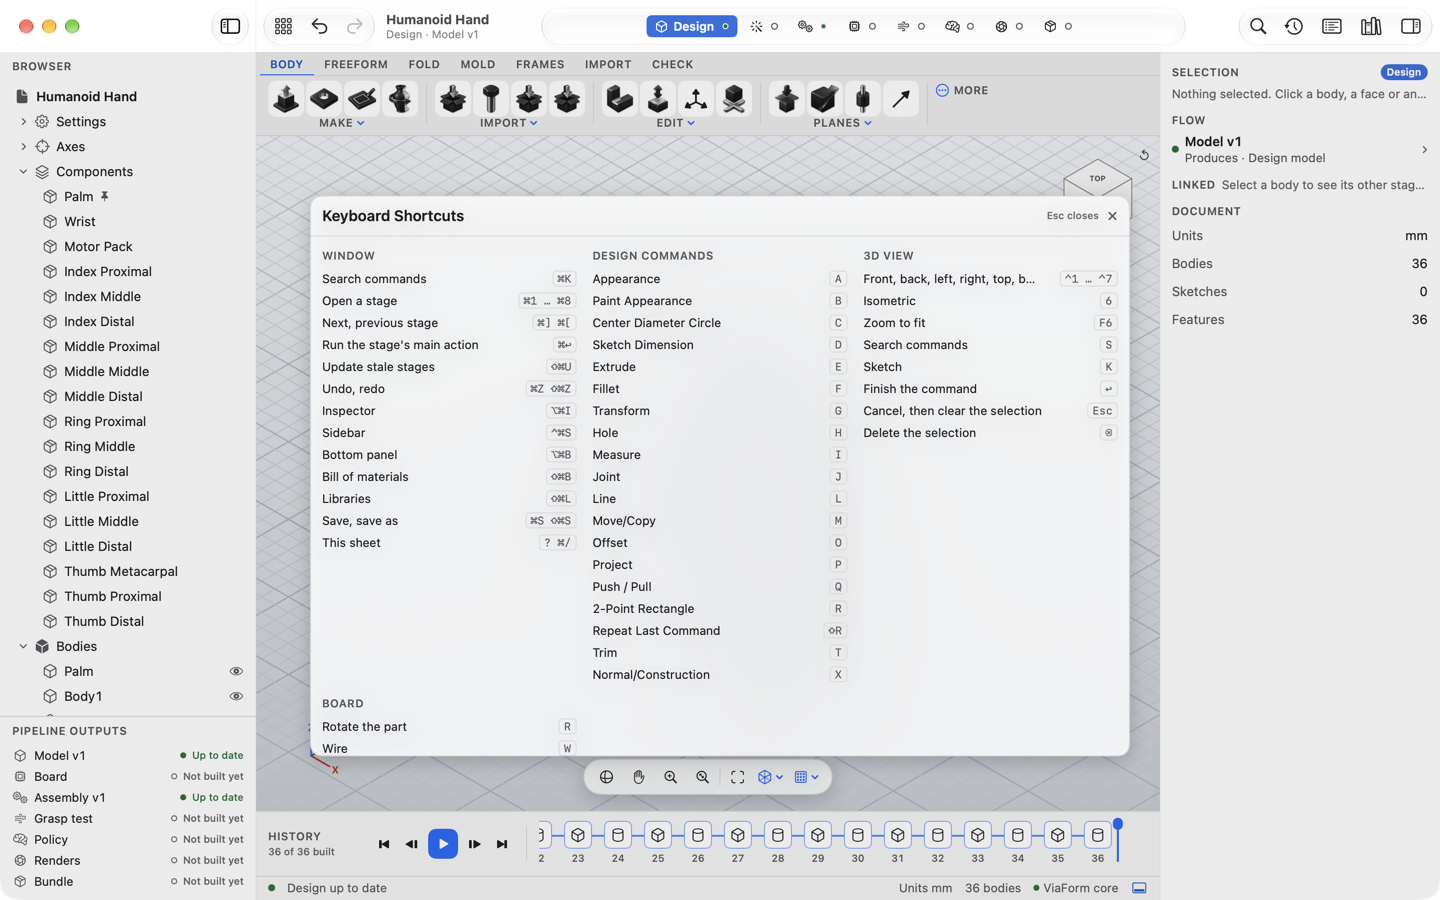 Humanoid Hand
Design · Model v1
Design
BROWSER
Humanoid Hand
Settings
Axes
Components
Palm
Wrist
Motor Pack
Index Proximal
Index Middle
Index Distal
Middle Proximal
Middle Middle
Middle Distal
Ring Proximal
Ring Middle
Ring Distal
Little Proximal
Little Middle
Little Distal
Thumb Metacarpal
Thumb Proximal
Thumb Distal
Bodies
Palm
Body1
PIPELINE OUTPUTS
Model v1 Up to date
Board Not built yet
Assembly v1 Up to date
Grasp test Not built yet
Policy Not built yet
Renders Not built yet
Bundle Not built yet
BODY FREEFORM FOLD MOLD FRAMES IMPORT CHECK
MAKE IMPORT EDIT PLANES MORE
TOP
Keyboard Shortcuts Esc closes
WINDOW
Search commands ⌘K
Open a stage ⌘1 … ⌘8
Next, previous stage ⌘] ⌘[
Run the stage's main action ⌘↩
Update stale stages ⇧⌘U
Undo, redo ⌘Z ⇧⌘Z
Inspector ⌥⌘I
Sidebar ^⌘S
Bottom panel ⌥⌘B
Bill of materials ⇧⌘B
Libraries ⇧⌘L
Save, save as ⌘S ⇧⌘S
This sheet ? ⌘/
DESIGN COMMANDS
Appearance A
Paint Appearance B
Center Diameter Circle C
Sketch Dimension D
Extrude E
Fillet F
Transform G
Hole H
Measure I
Joint J
Line L
Move/Copy M
Offset O
Project P
Push / Pull Q
2-Point Rectangle R
Repeat Last Command ⇧R
Trim T
Normal/Construction X
3D VIEW
Front, back, left, right, top, b... ^1 … ^7
Isometric 6
Zoom to fit F6
Search commands S
Sketch K
Finish the command ↩
Cancel, then clear the selection Esc
Delete the selection ⌫
BOARD
Rotate the part R
Wire W
X
HISTORY
36 of 36 built
2 23 24 25 26 27 28 29 30 31 32 33 34 35 36
Design up to date
Units mm 36 bodies ViaForm core
SELECTION Design
Nothing selected. Click a body, a face or an...
FLOW
Model v1
Produces · Design model
LINKED Select a body to see its other stag...
DOCUMENT
Units mm
Bodies 36
Sketches 0
Features 36